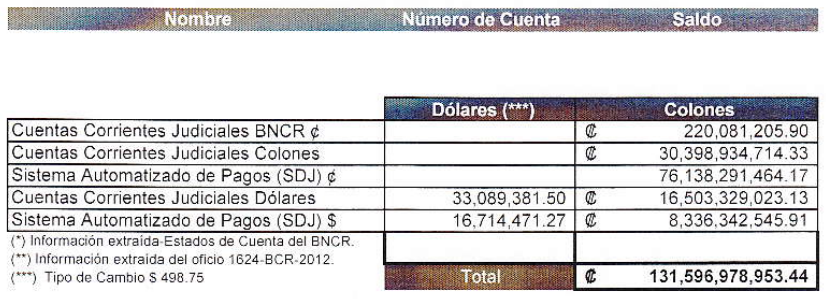 Nombre Número de Cuenta Saldo
Dólares (***) Colones
Cuentas Corrientes Judiciales BNCR ¢ ₡ 220,081,205.90
Cuentas Corrientes Judiciales Colones ₡ 30,398,934,714.33
Sistema Automatizado de Pagos (SDJ) ¢ 76,138,291,464.17
Cuentas Corrientes Judiciales Dólares 33,089,381.50 ₡ 16,503,329,023.13
Sistema Automatizado de Pagos (SDJ) $ 16,714,471.27 ₡ 8,336,342,545.91
(*) Información extraída-Estados de Cuenta del BNCR.
(**) Información extraida del oficio 1624-BCR-2012.
(***) Tipo de Cambio $ 498.75
Total ₡ 131,596,978,953.44